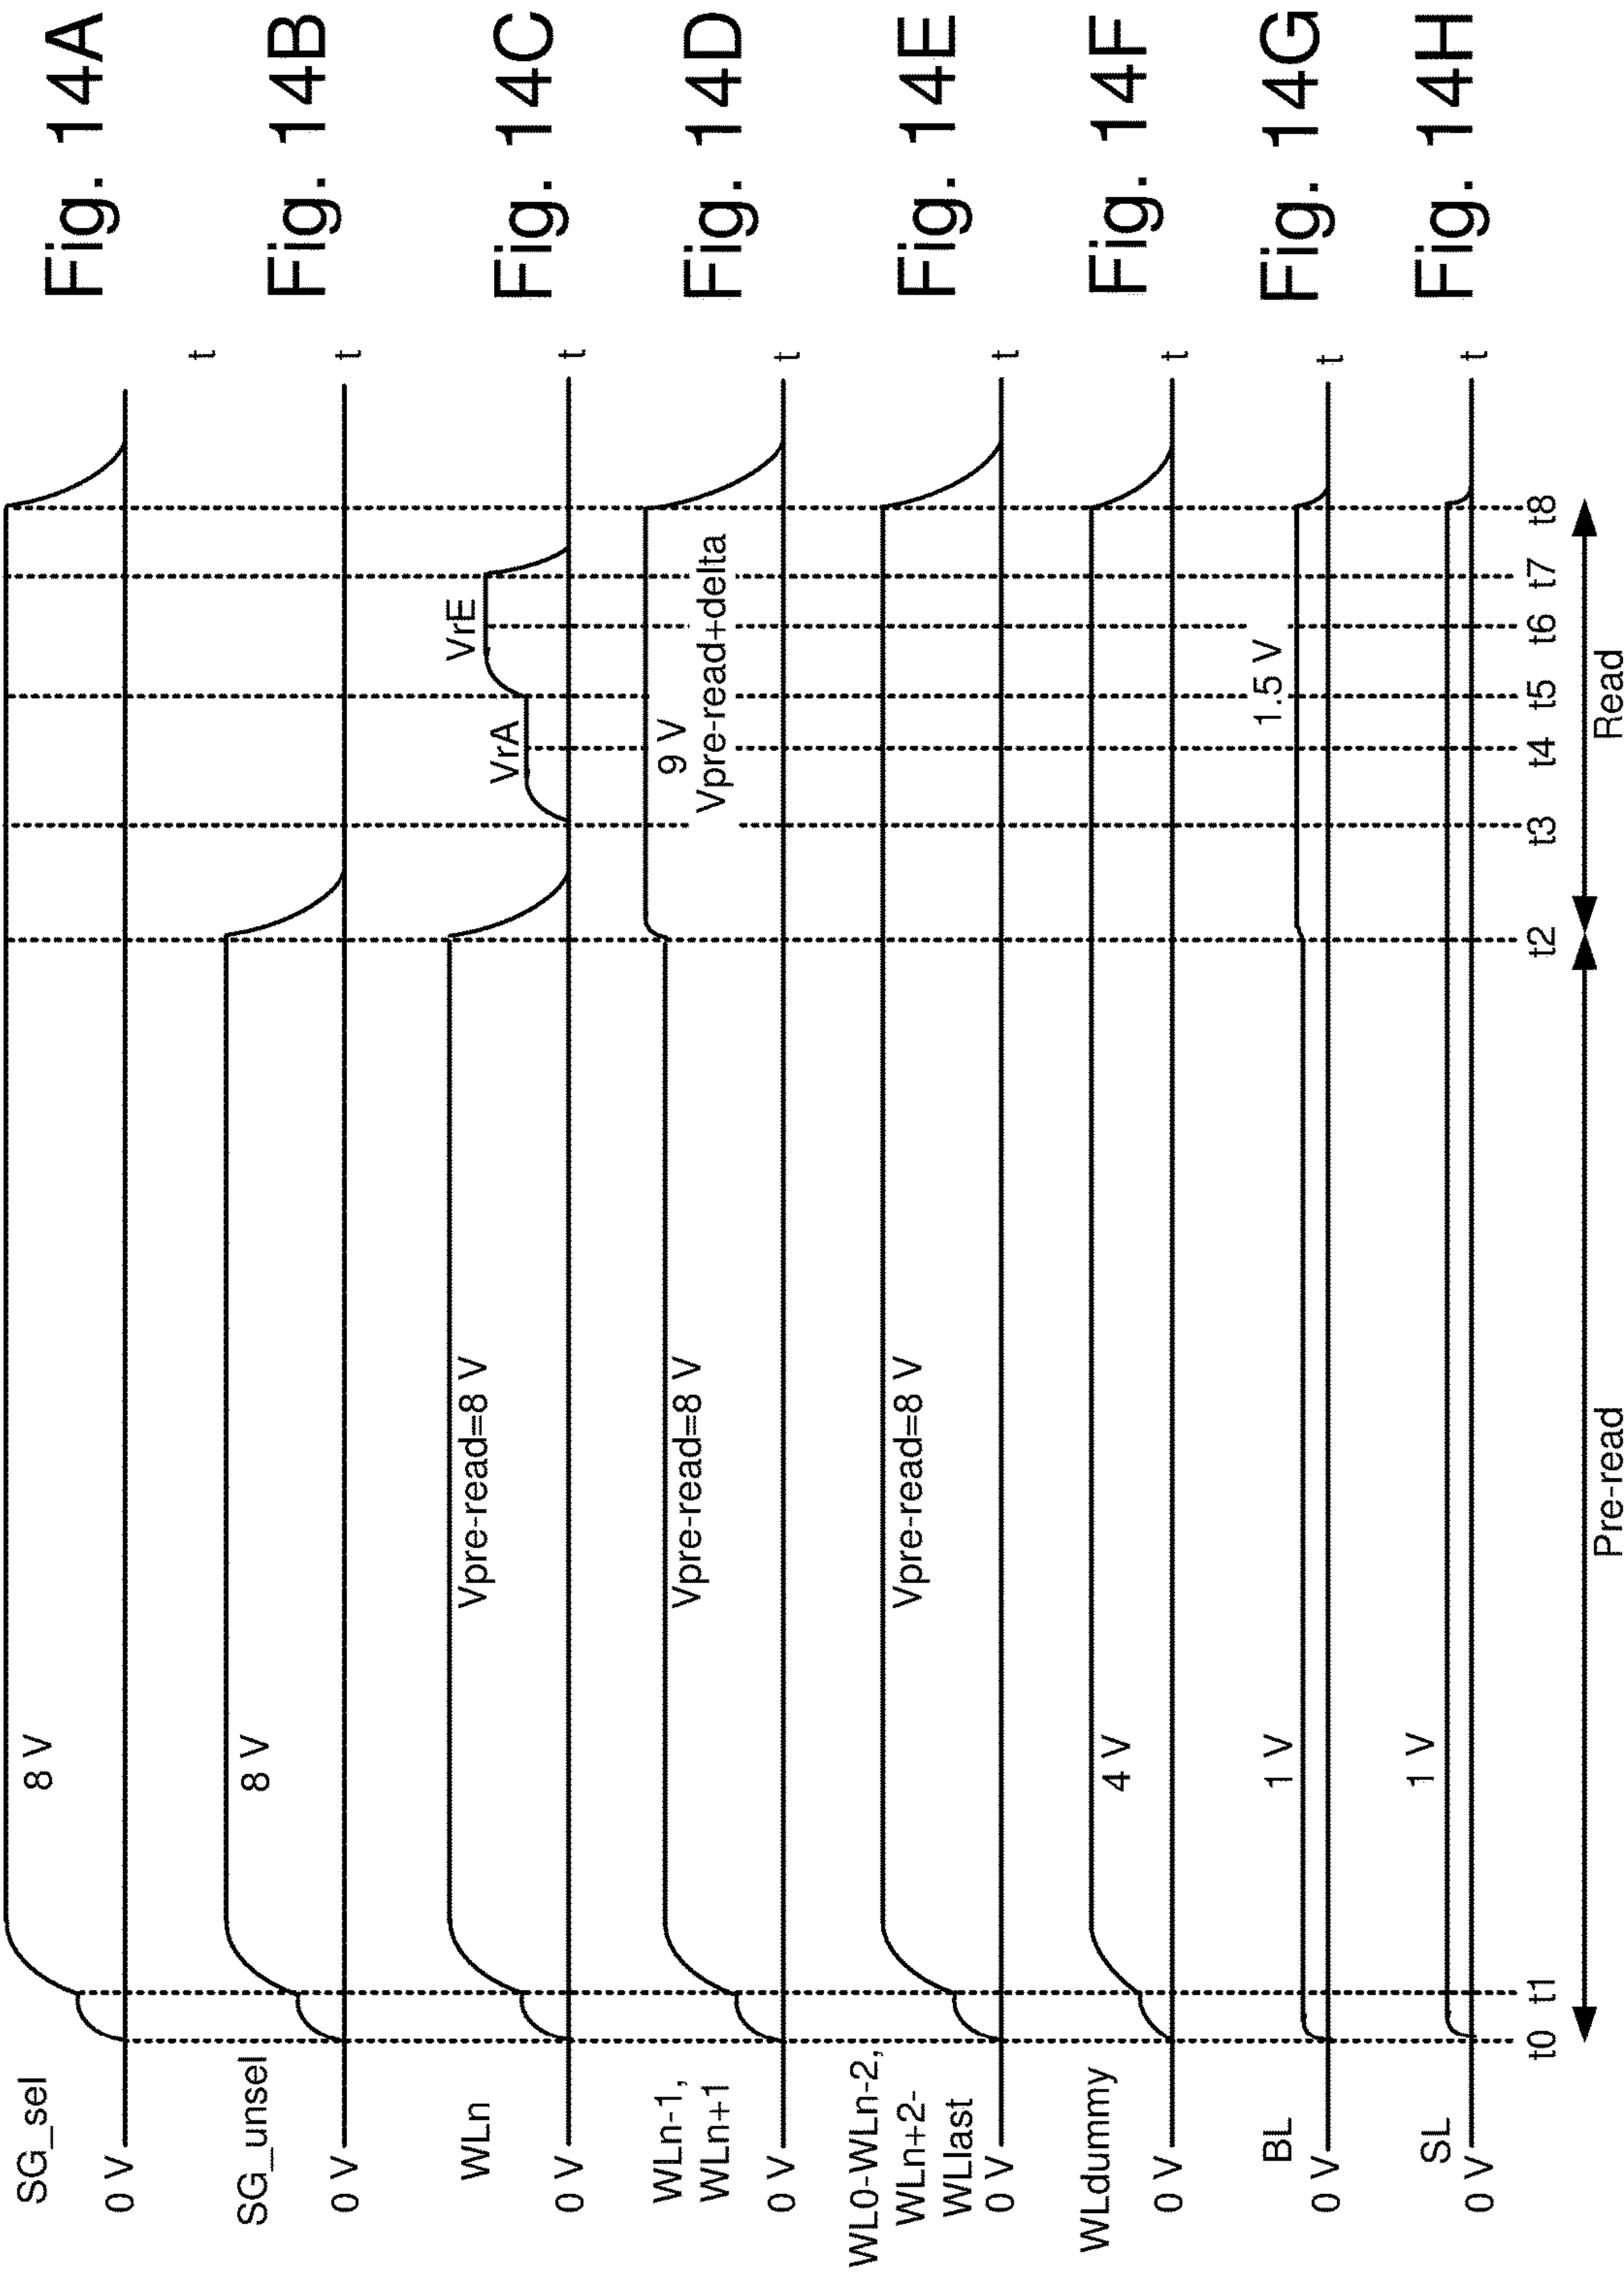 SG_sel
8 V
0 V
t
Fig. 14A
SG_unsel
8 V
0 V
t
Fig. 14B
WLn
Vpre-read=8 V
VrA
VrE
0 V
t
Fig. 14C
WLn-1,
WLn+1
Vpre-read=8 V
9 V
Vpre-read+delta
0 V
t
Fig. 14D
WL0-WLn-2,
WLn+2-
WLlast
Vpre-read=8 V
0 V
t
Fig. 14E
WLdummy
4 V
0 V
t
Fig. 14F
BL
1 V
1.5 V
0 V
t
Fig. 14G
SL
1 V
0 V
t
Fig. 14H
t0 t1 t2 t3 t4 t5 t6 t7 t8
Pre-read Read